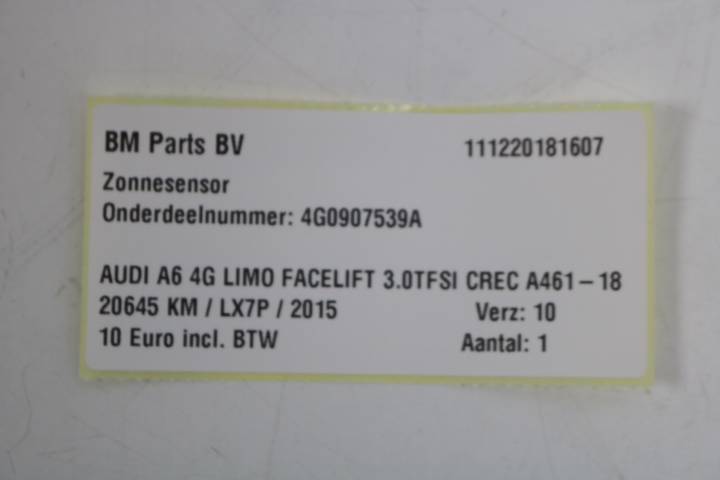 BM Parts BV 111220181607
Zonnesensor
Onderdeelnummer: 4G0907539A
AUDI A6 4G LIMO FACELIFT 3.0TFSI CREC A461-18
20645 KM / LX7P / 2015 Verz: 10
10 Euro incl. BTW Aantal: 1